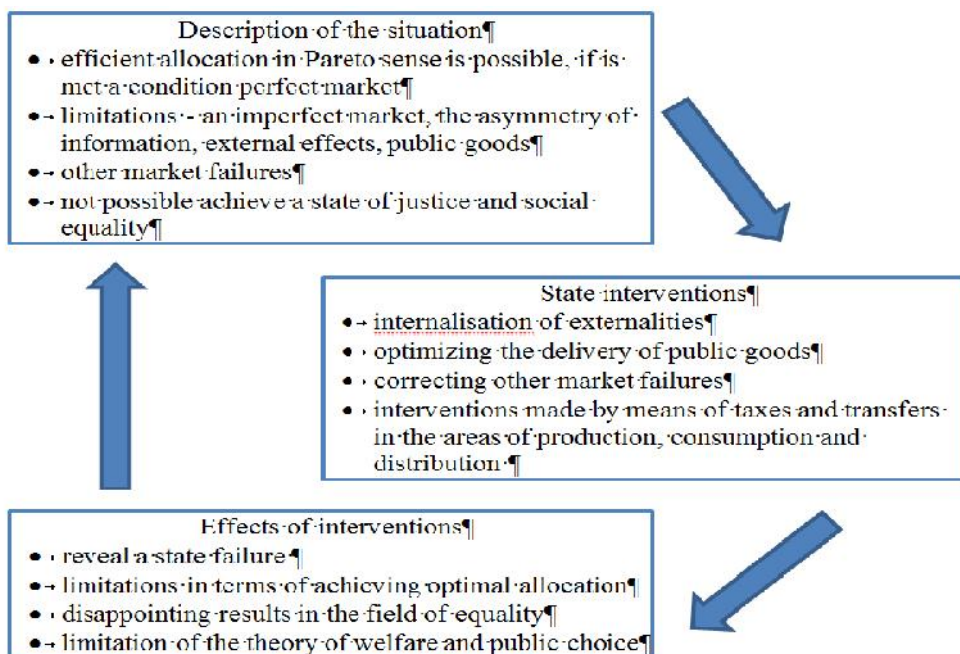 Description of the situation¶
●→efficient allocation in Pareto sense is possible, if is
met a condition perfect market¶
●→limitations - an imperfect market, the asymmetry of
information, external effects, public goods¶
●→other market failures¶
●→not possible achieve a state of justice and social
equality¶
State interventions¶
●→internalisation of externalities¶
●→optimizing the delivery of public goods¶
●→correcting other market failures¶
●→interventions made by means of taxes and transfers
in the areas of production, consumption and
distribution ¶
Effects of interventions¶
●→reveal a state failure ¶
●→limitations in terms of achieving optimal allocation¶
●→disappointing results in the field of equality¶
●→limitation of the theory of welfare and public choice¶